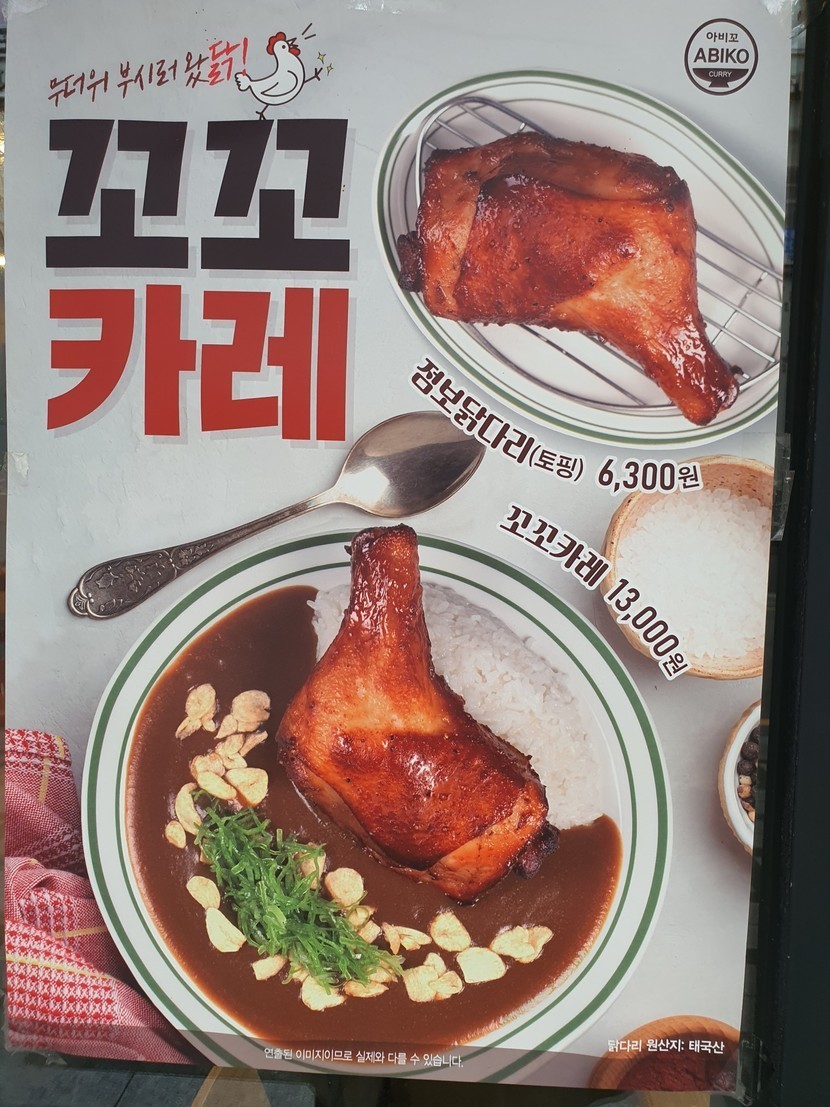 무더위 부시러 왔닭!
아비꼬
ABIKO
CURRY
꼬꼬
카레
점보닭다리(토핑) 6,300원
꼬꼬카레 13,000원
연출된 이미지이므로 실제와 다를 수 있습니다.
닭다리 원산지: 태국산